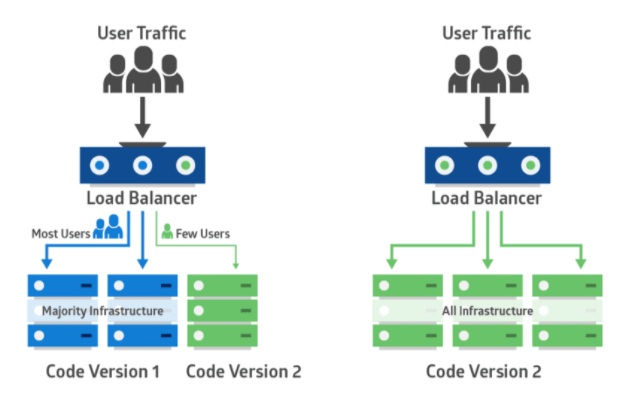 User Traffic
Load Balancer
Most Users
Few Users
Majority Infrastructure
Code Version 1
Code Version 2
User Traffic
Load Balancer
All Infrastructure
Code Version 2